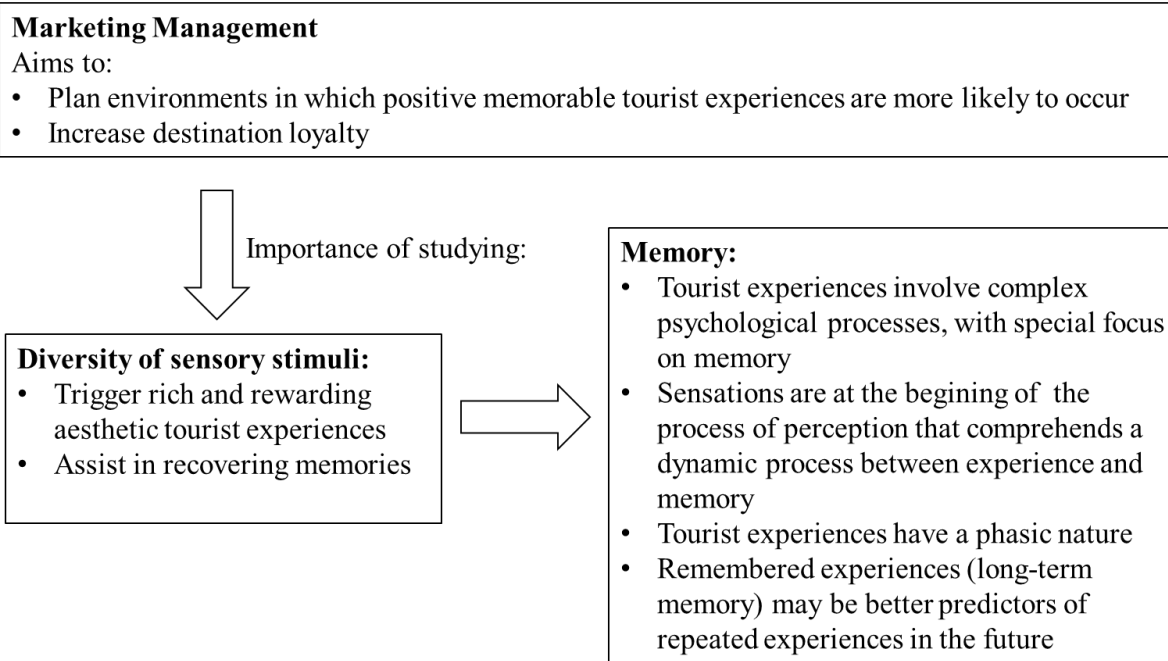 Marketing Management
Aims to:
• Plan environments in which positive memorable tourist experiences are more likely to occur
• Increase destination loyalty
Importance of studying:
Diversity of sensory stimuli:
• Trigger rich and rewarding
aesthetic tourist experiences
• Assist in recovering memories
Memory:
• Tourist experiences involve complex
psychological processes, with special focus
on memory
• Sensations are at the begining of the
process of perception that comprehends a
dynamic process between experience and
memory
• Tourist experiences have a phasic nature
• Remembered experiences (long-term
memory) may be better predictors of
repeated experiences in the future